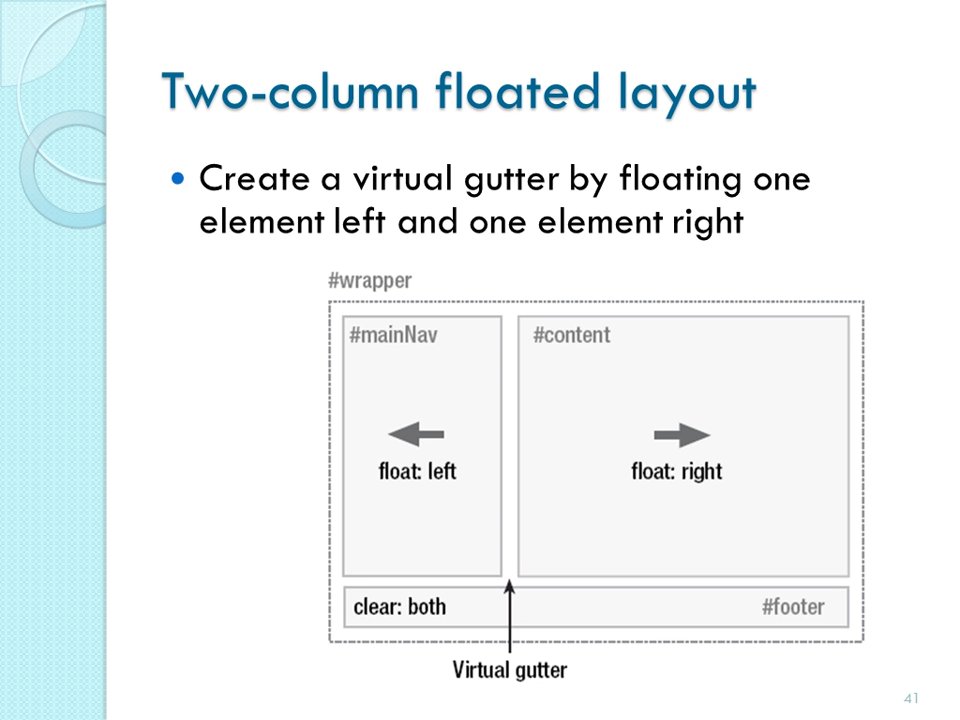 Two-column floated layout
Create a virtual gutter by floating one
element left and one element right
#wrapper
#mainNav
#content
float: left
float: right
clear: both
#footer
Virtual gutter
41